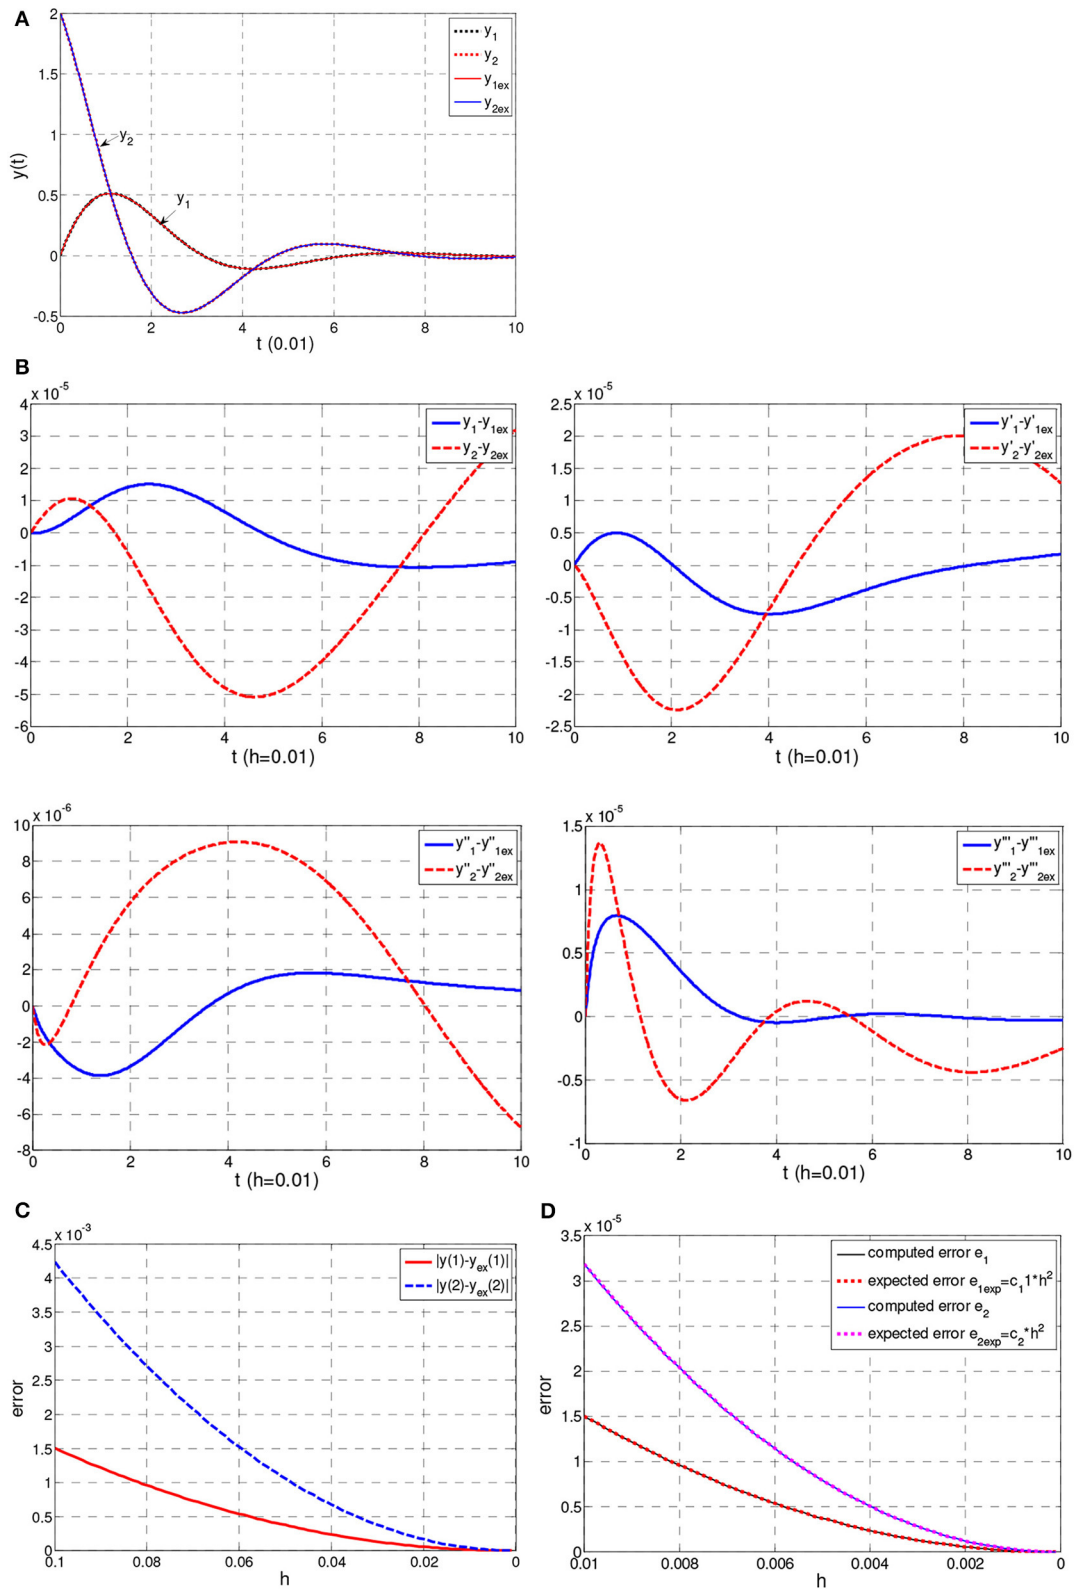 A
y(t)
2
1.5
1
0.5
0
-0.5
y1
y2
y1ex
y2ex
y2
y1
0 2 4 6 8 10
t (0.01)
B
x 10^-5
4
3
2
1
0
-1
-2
-3
-4
-5
-6
y1-y1ex
y2-y2ex
0 2 4 6 8 10
t (h=0.01)
x 10^-5
2.5
2
1.5
1
0.5
0
-0.5
-1
-1.5
-2
-2.5
y'1-y'1ex
y'2-y'2ex
0 2 4 6 8 10
t (h=0.01)
x 10^-6
10
8
6
4
2
0
-2
-4
-6
-8
y''1-y''1ex
y''2-y''2ex
0 2 4 6 8 10
t (h=0.01)
x 10^-5
1.5
1
0.5
0
-0.5
-1
y'''1-y'''1ex
y'''2-y'''2ex
0 2 4 6 8 10
t (h=0.01)
C
x 10^-3
error
4.5
4
3.5
3
2.5
2
1.5
1
0.5
0
|y(1)-yex(1)|
|y(2)-yex(2)|
0.1 0.08 0.06 0.04 0.02 0
h
D
x 10^-5
error
3.5
3
2.5
2
1.5
1
0.5
0
computed error e1
expected error e1exp=c11*h^2
computed error e2
expected error e2exp=c2*h^2
0.01 0.008 0.006 0.004 0.002 0
h